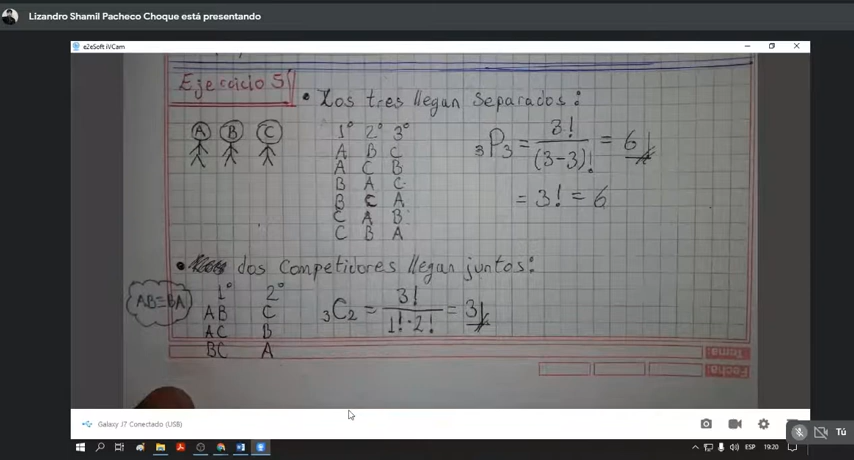 Lizandro Shamil Pacheco Choque está presentando
e2eSoft iVCam
Ejercicio 5
• Los tres llegan separados:
A B C
1° 2° 3°
A B C
A C B
B A C
B C A
C A B
C B A
₃P₃ = 3! / (3-3)! = 6
= 3! = 6
• dos Competidores llegan juntos:
AB=BA
1° 2°
AB C
AC B
BC A
₃C₂ = 3! / 1!·2! = 3
Tema:
Fecha:
Galaxy J7 Conectado (USB)
Tú
ESP 19:20